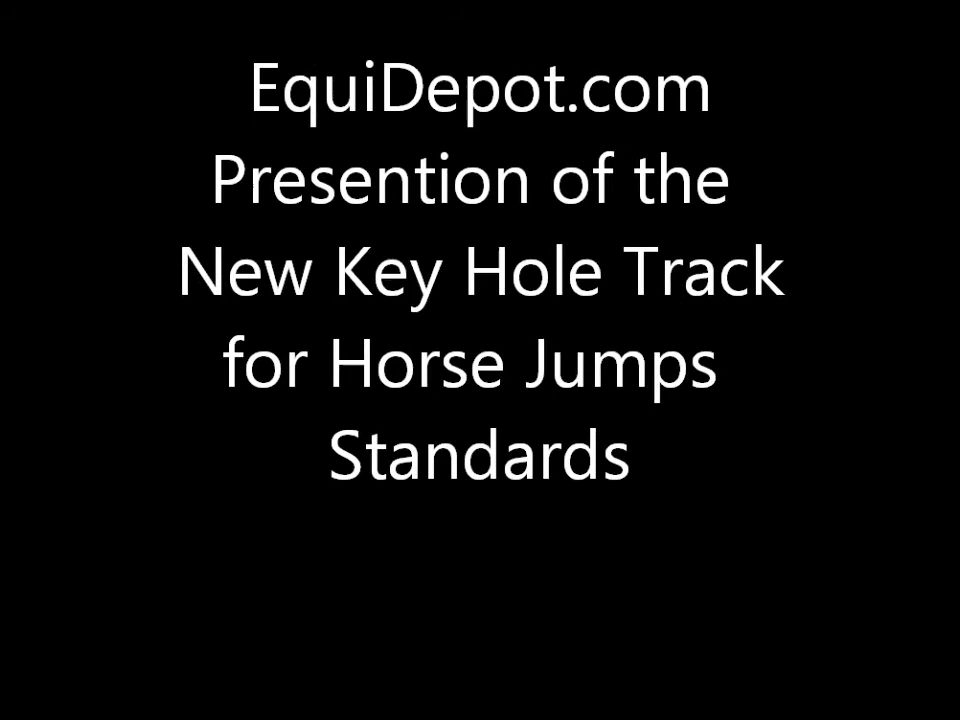 EquiDepot.com
Presention of the
New Key Hole Track
for Horse Jumps
Standards